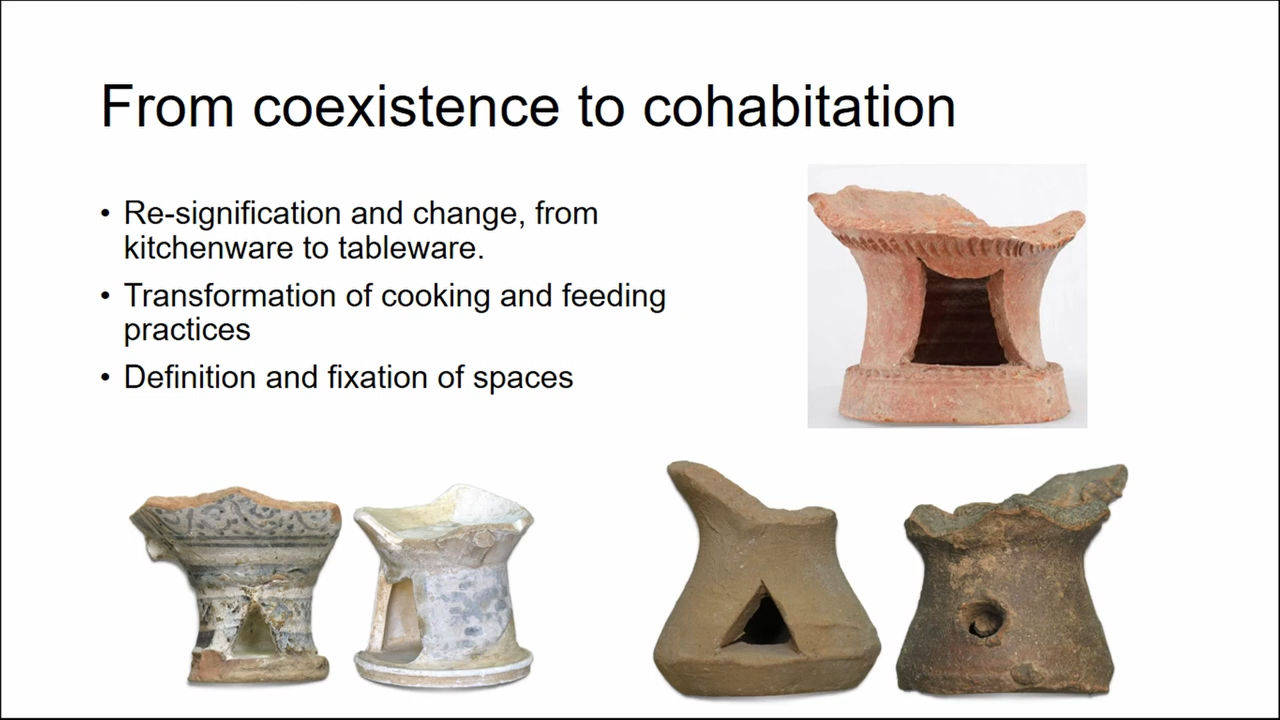 From coexistence to cohabitation
• Re-signification and change, from
kitchenware to tableware.
• Transformation of cooking and feeding
practices
• Definition and fixation of spaces